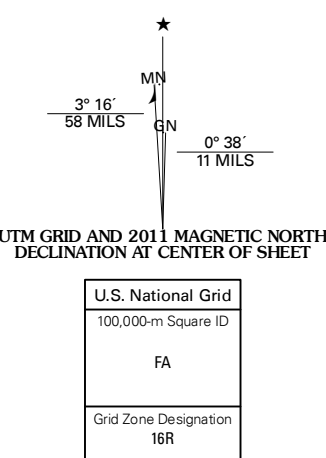 ★
MN
3° 16´
58 MILS
GN
0° 38´
11 MILS
UTM GRID AND 2011 MAGNETIC NORTH
DECLINATION AT CENTER OF SHEET
U.S. National Grid
100,000-m Square ID
FA
Grid Zone Designation
16R